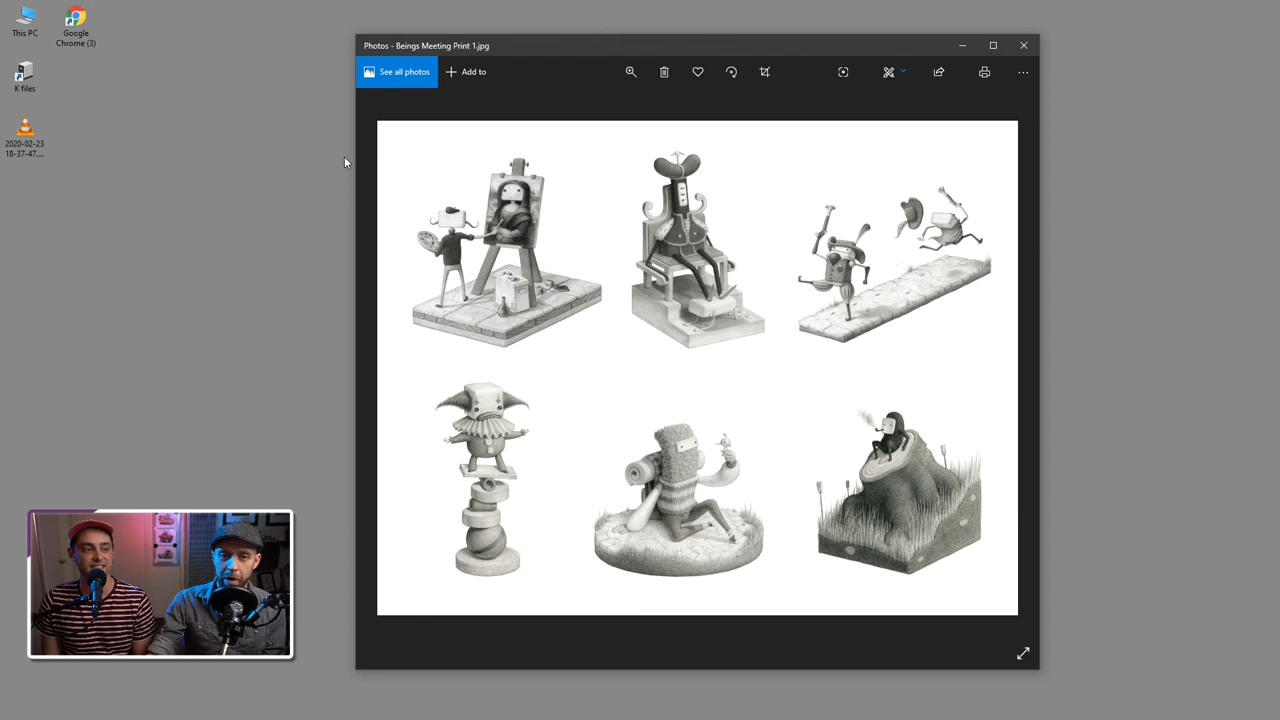 This PC
Google
Chrome (3)
K files
2020-02-23
18-37-47....
Photos - Beings Meeting Print 1.jpg
See all photos
Add to